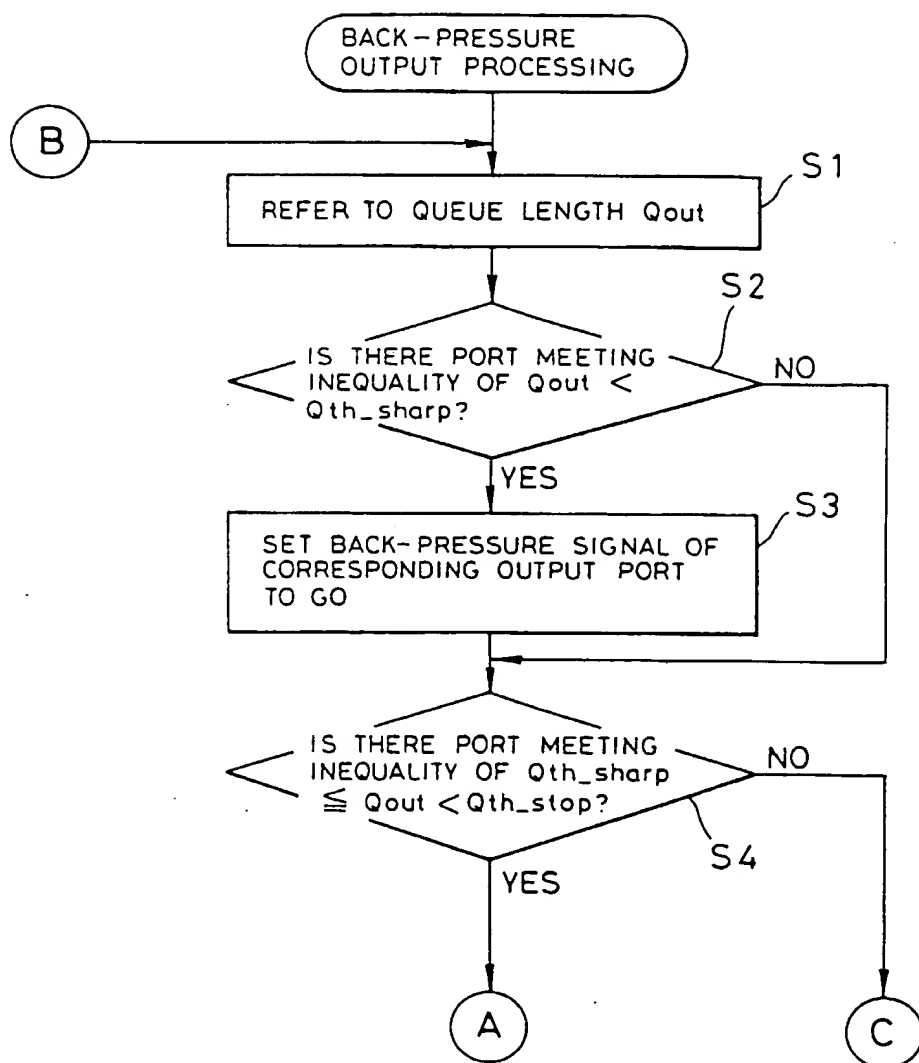 BACK-PRESSURE
OUTPUT PROCESSING
B
S1
REFER TO QUEUE LENGTH Qout
S2
IS THERE PORT MEETING
INEQUALITY OF Qout <
Qth_sharp?
NO
YES
S3
SET BACK-PRESSURE SIGNAL OF
CORRESPONDING OUTPUT PORT
TO GO
IS THERE PORT MEETING
INEQUALITY OF Qth_sharp
≦ Qout < Qth_stop?
NO
S4
YES
A
C